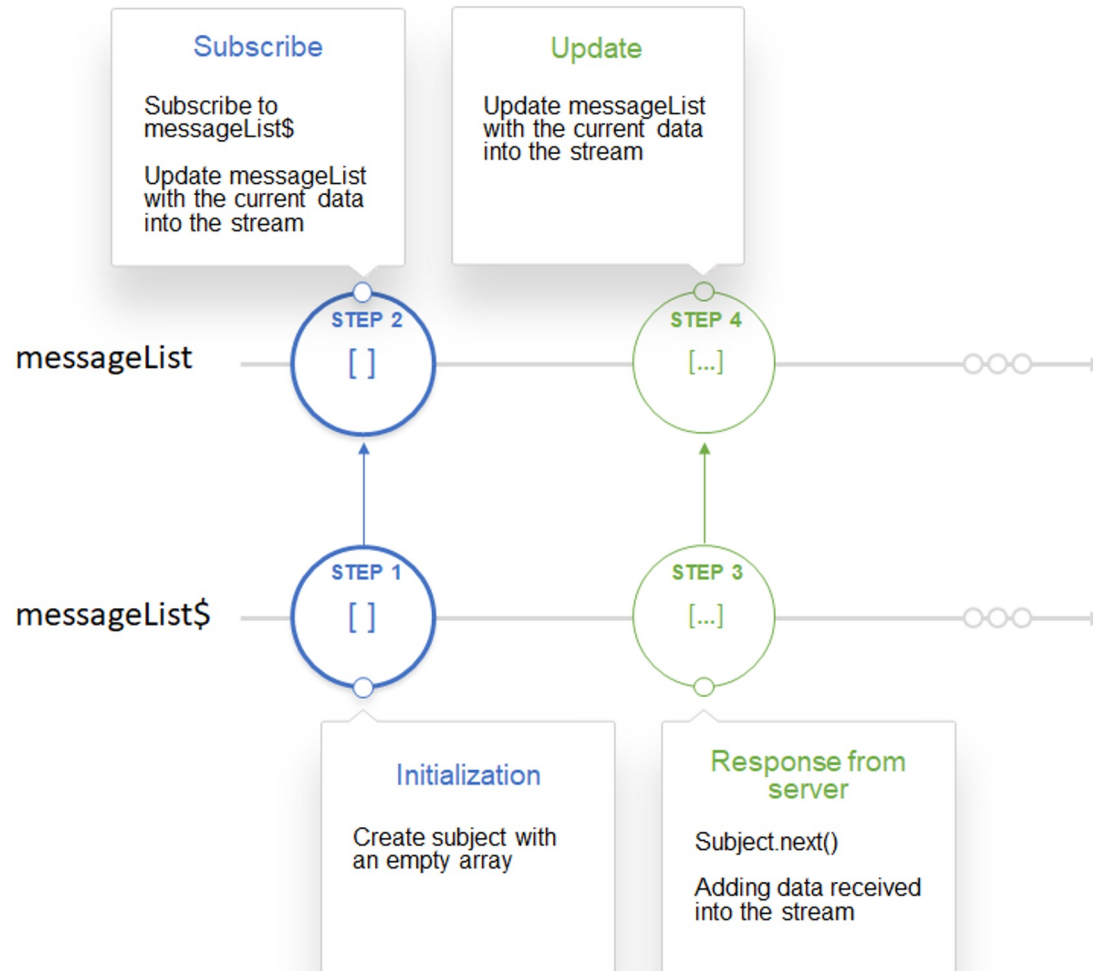 Subscribe
Subscribe to
messageList$
Update messageList
with the current data
into the stream
Update
Update messageList
with the current data
into the stream
messageList
STEP 2
[ ]
STEP 4
[...]
messageList$
STEP 1
[ ]
STEP 3
[...]
Initialization
Create subject with
an empty array
Response from
server
Subject.next()
Adding data received
into the stream